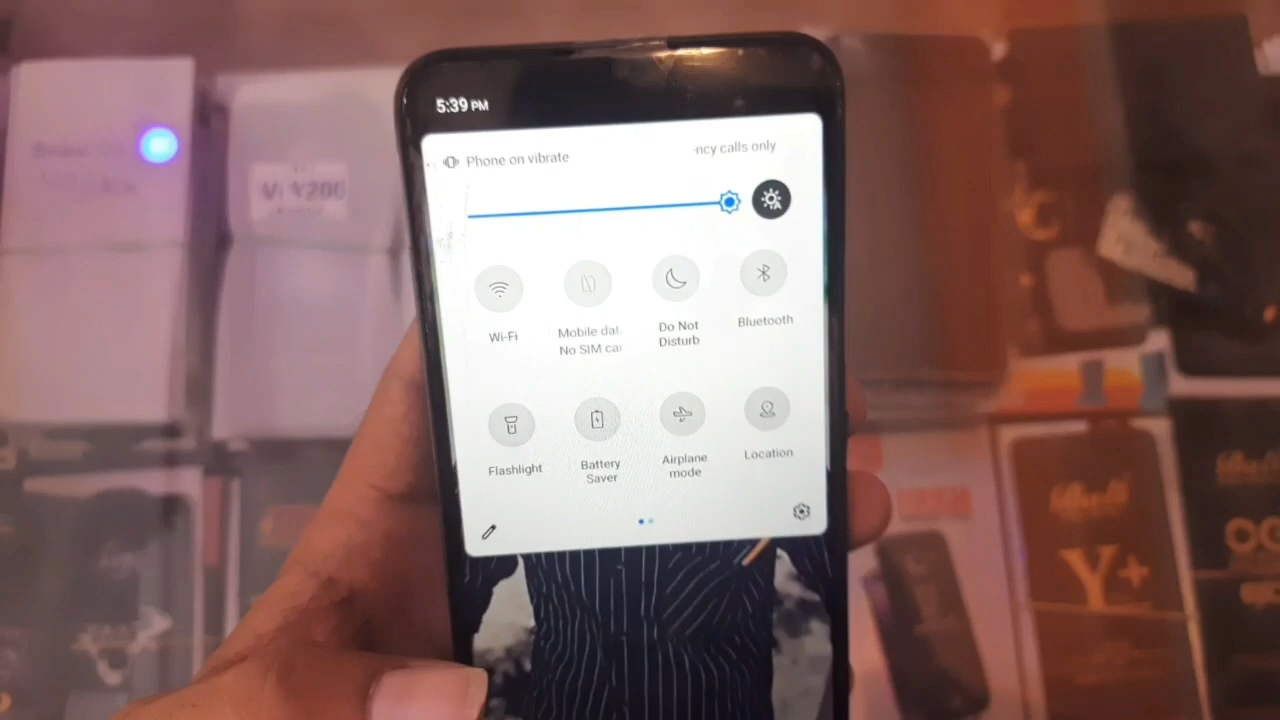 5:39 PM
Phone on vibrate
ncy calls only
Wi-Fi
Mobile dat
No SIM car
Do Not
Disturb
Bluetooth
Flashlight
Battery
Saver
Airplane
mode
Location
Y+